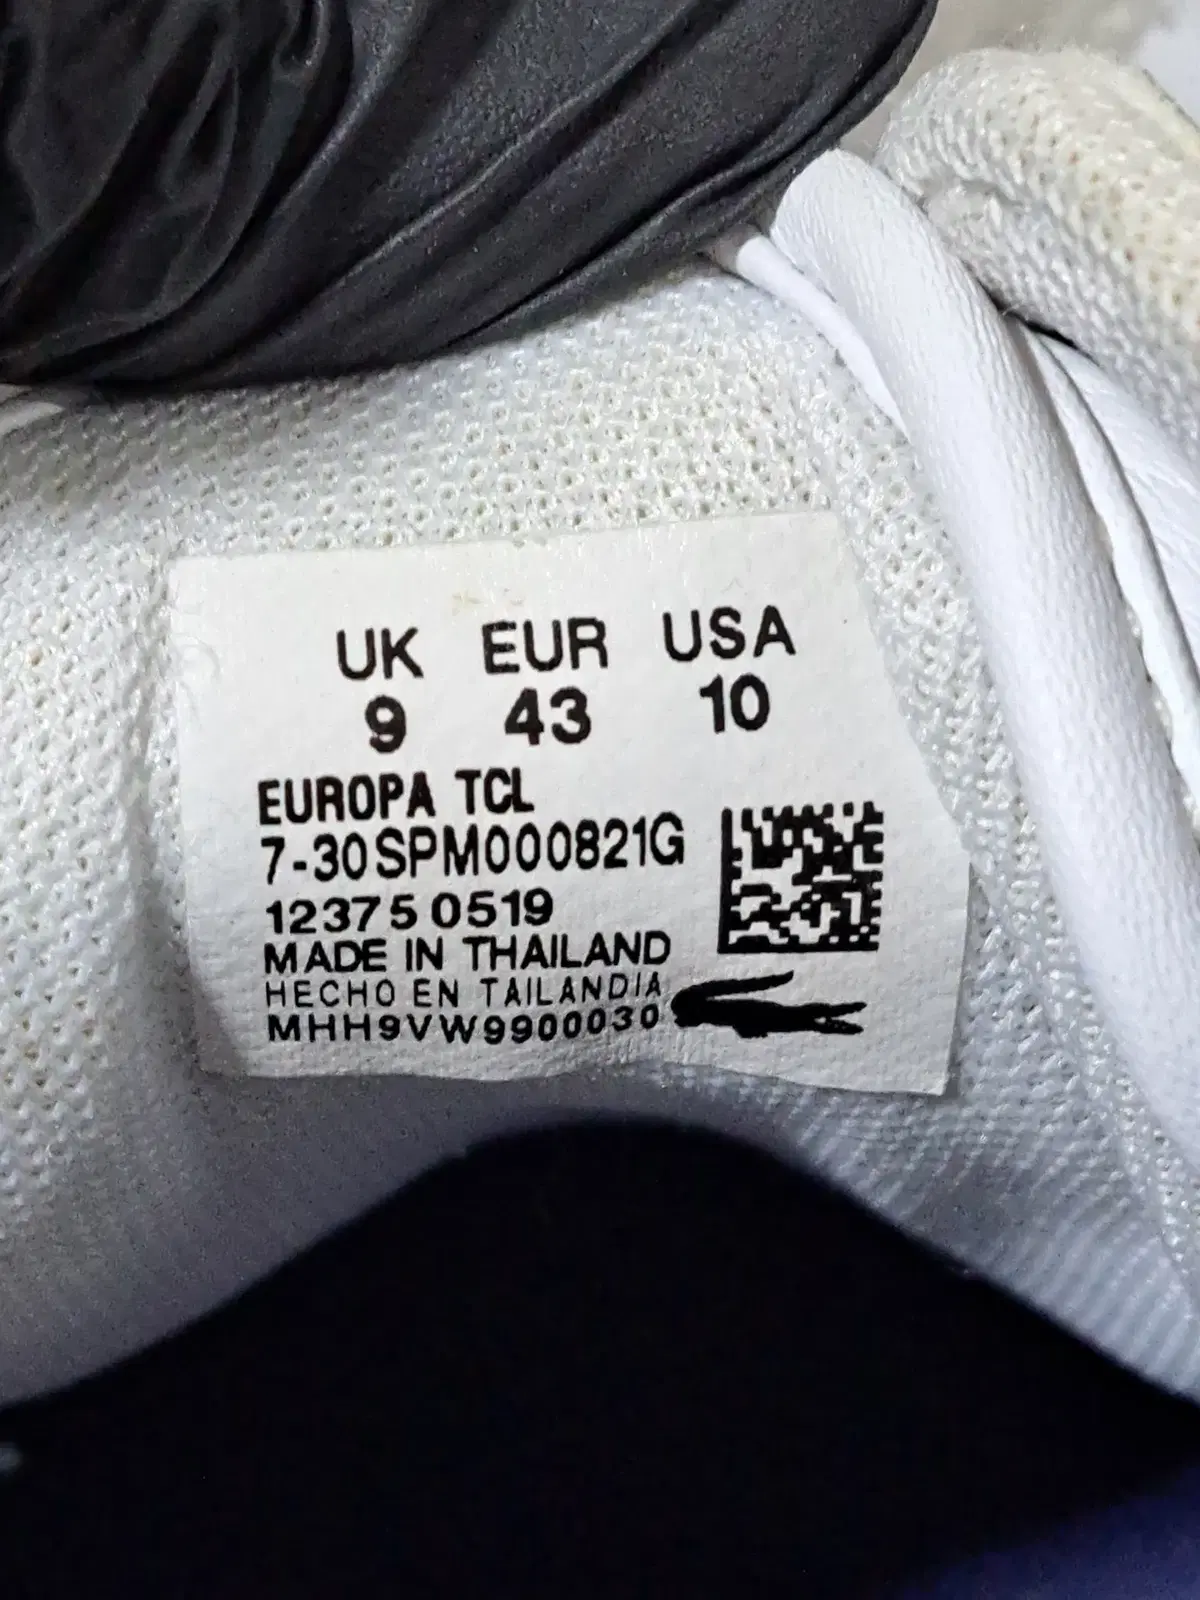 UK EUR USA
9 43 10
EUROPA TCL
7-30SPM000821G
12375 0519
MADE IN THAILAND
HECHO EN TAILANDIA
MHH9VW9900030